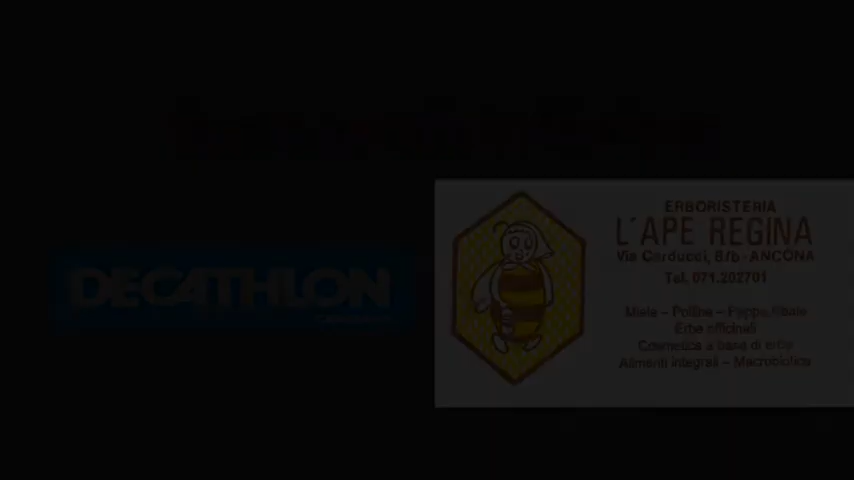 DECATHLON
ERBORISTERIA
L'APE REGINA
Via Carducci, 8/b - ANCONA
Tel. 071.202701
Miele – Polline – Pappa reale
Erbe officinali
Cosmetica a base di erbe
Alimenti integrali – Macrobiotica